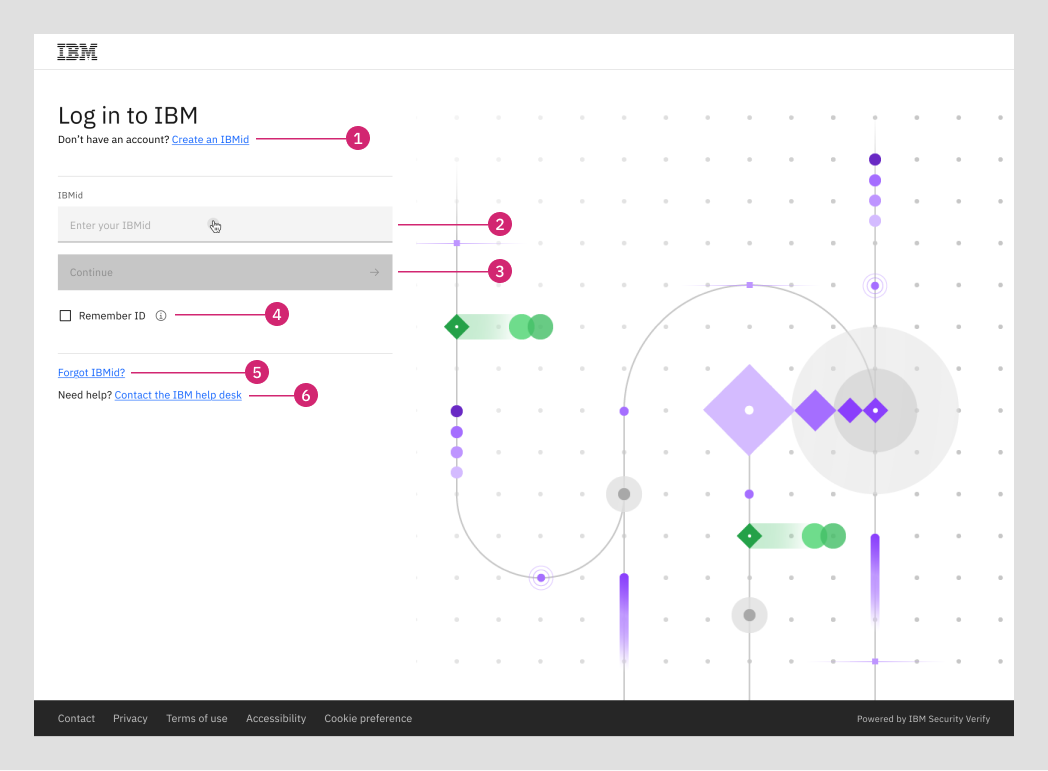 IBM
Log in to IBM
Don't have an account? Create an IBMid
1
IBMid
Enter your IBMid
2
Continue
3
Remember ID
4
Forgot IBMid?
5
Need help? Contact the IBM help desk
6
Contact Privacy Terms of use Accessibility Cookie preference Powered by IBM Security Verify